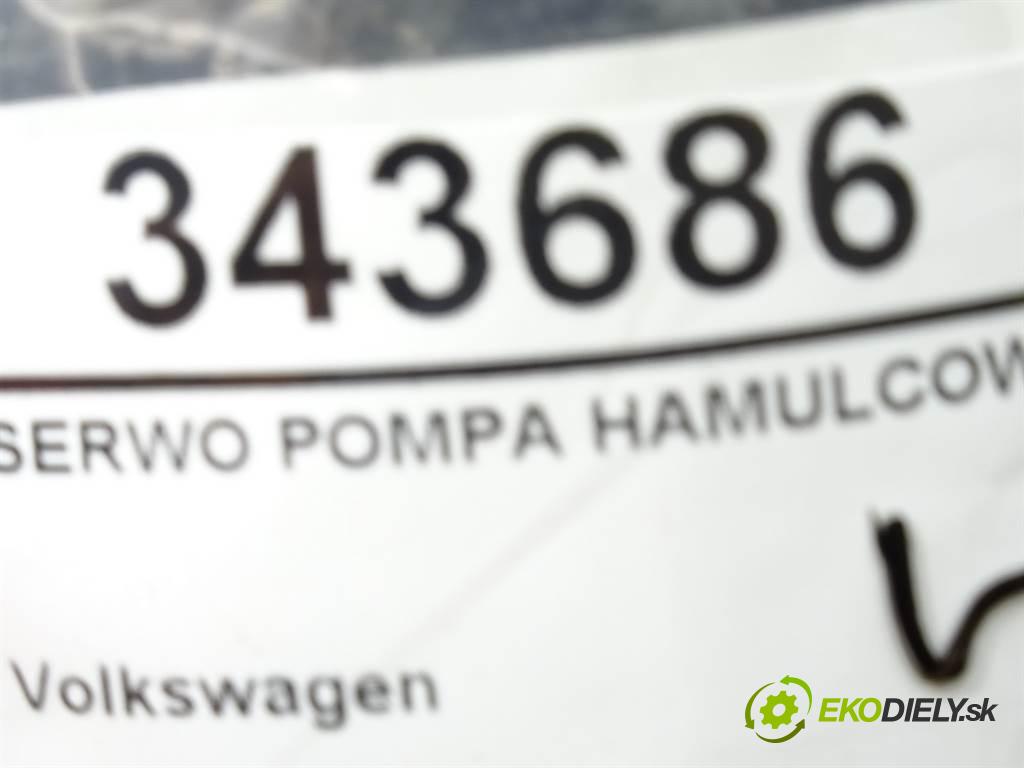 343686
SERWO POMPA HAMULCOW
Volkswagen
EKODIELY.sk